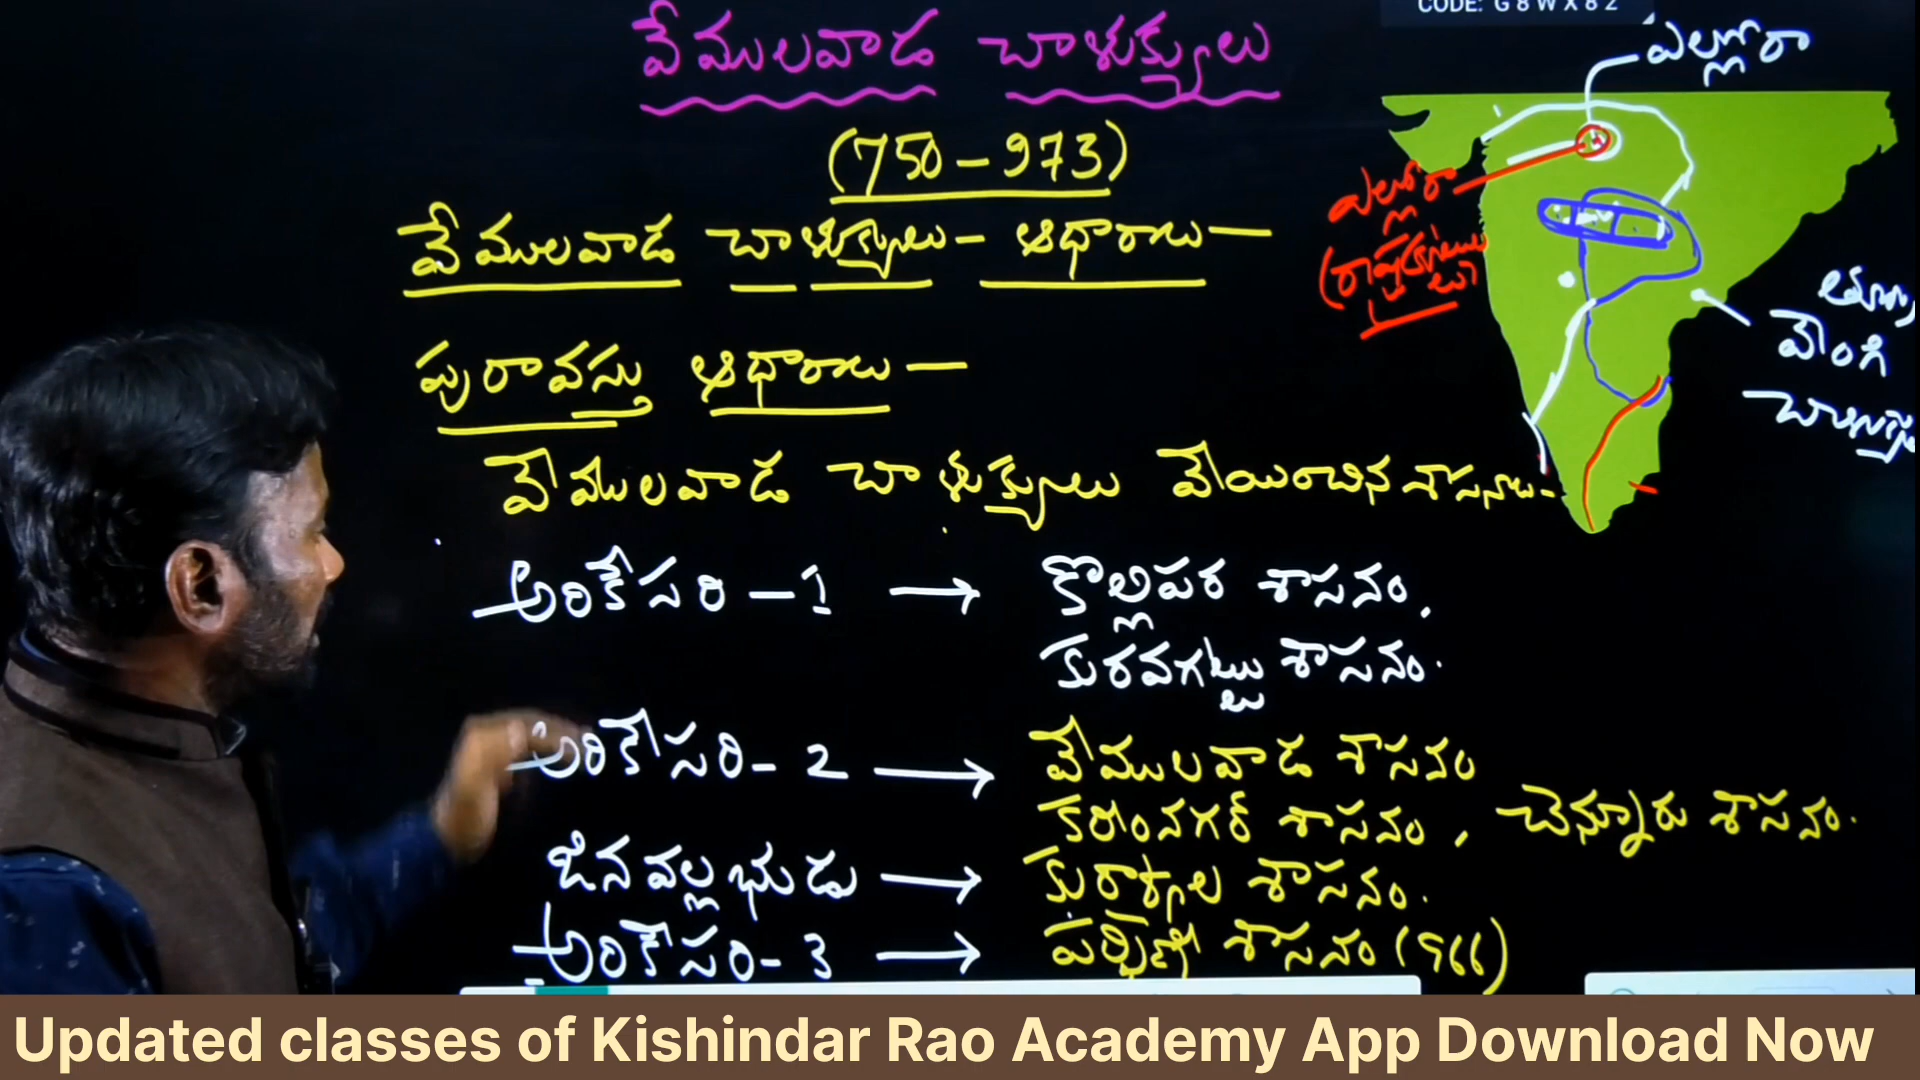 CODE: G8WX82
వేములవాడ చాళుక్యులు
ఎల్లోరా
(750-973)
వేములవాడ చాళుక్యులు - ఆధారాలు -
ఎల్లోరా
(రాష్ట్రకూటులు)
పురావస్తు ఆధారాలు -
వేంగి
వేములవాడ చాళుక్యులు వేయించిన శాసనాలు -
అరికేసరి - 1 → కొల్లిపర శాసనం,
కురవగట్టు శాసనం.
అరికేసరి - 2 → వేములవాడ శాసనం
కరీంనగర్ శాసనం, చెన్నూరు శాసనం.
జినవల్లభుడు → కుర్క్యాల శాసనం.
అరికేసరి - 3 → పర్భిణీ శాసనం (966)
Updated classes of Kishindar Rao Academy App Download Now